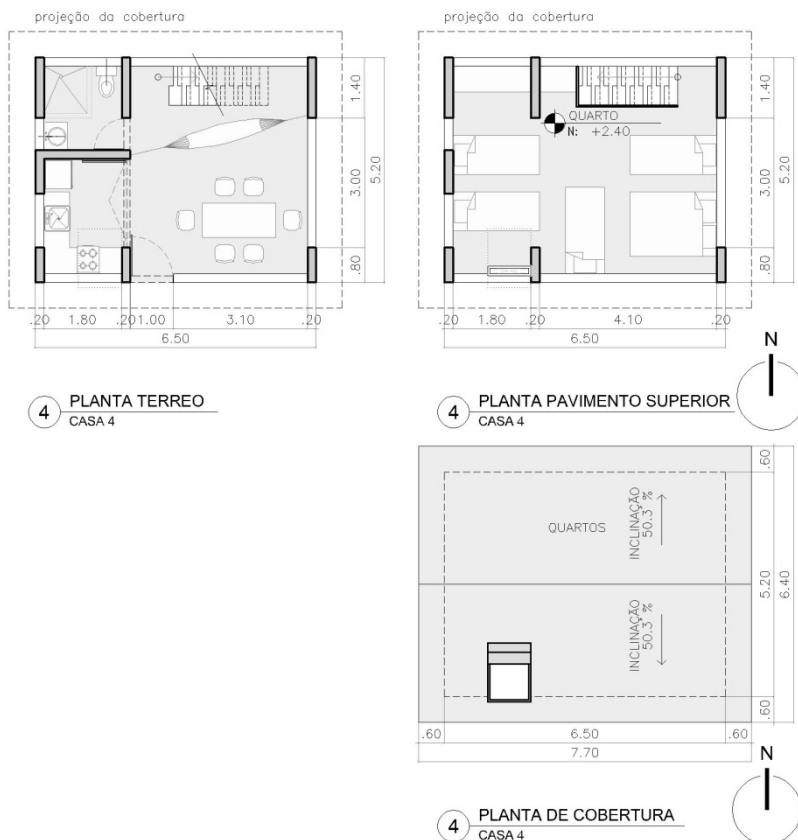 projeção da cobertura
projeção da cobertura
1.40
3.00
5.20
.80
.20
1.80
.20
1.00
3.10
.20
6.50
QUARTO
N: +2.40
1.40
3.00
5.20
.80
.20
1.80
.20
4.10
.20
6.50
N
4
PLANTA TERREO
CASA 4
4
PLANTA PAVIMENTO SUPERIOR
CASA 4
QUARTOS
INCLINAÇÃO
50.3 %
INCLINAÇÃO
50.3 %
.60
5.20
6.40
.60
.60
6.50
.60
7.70
N
4
PLANTA DE COBERTURA
CASA 4